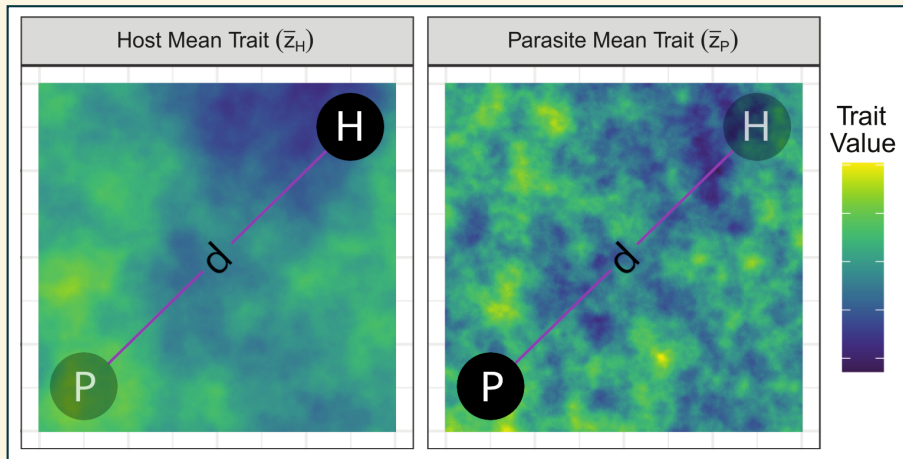 Host Mean Trait (z̅H)
Parasite Mean Trait (z̅P)
H
H
d
d
P
P
Trait
Value